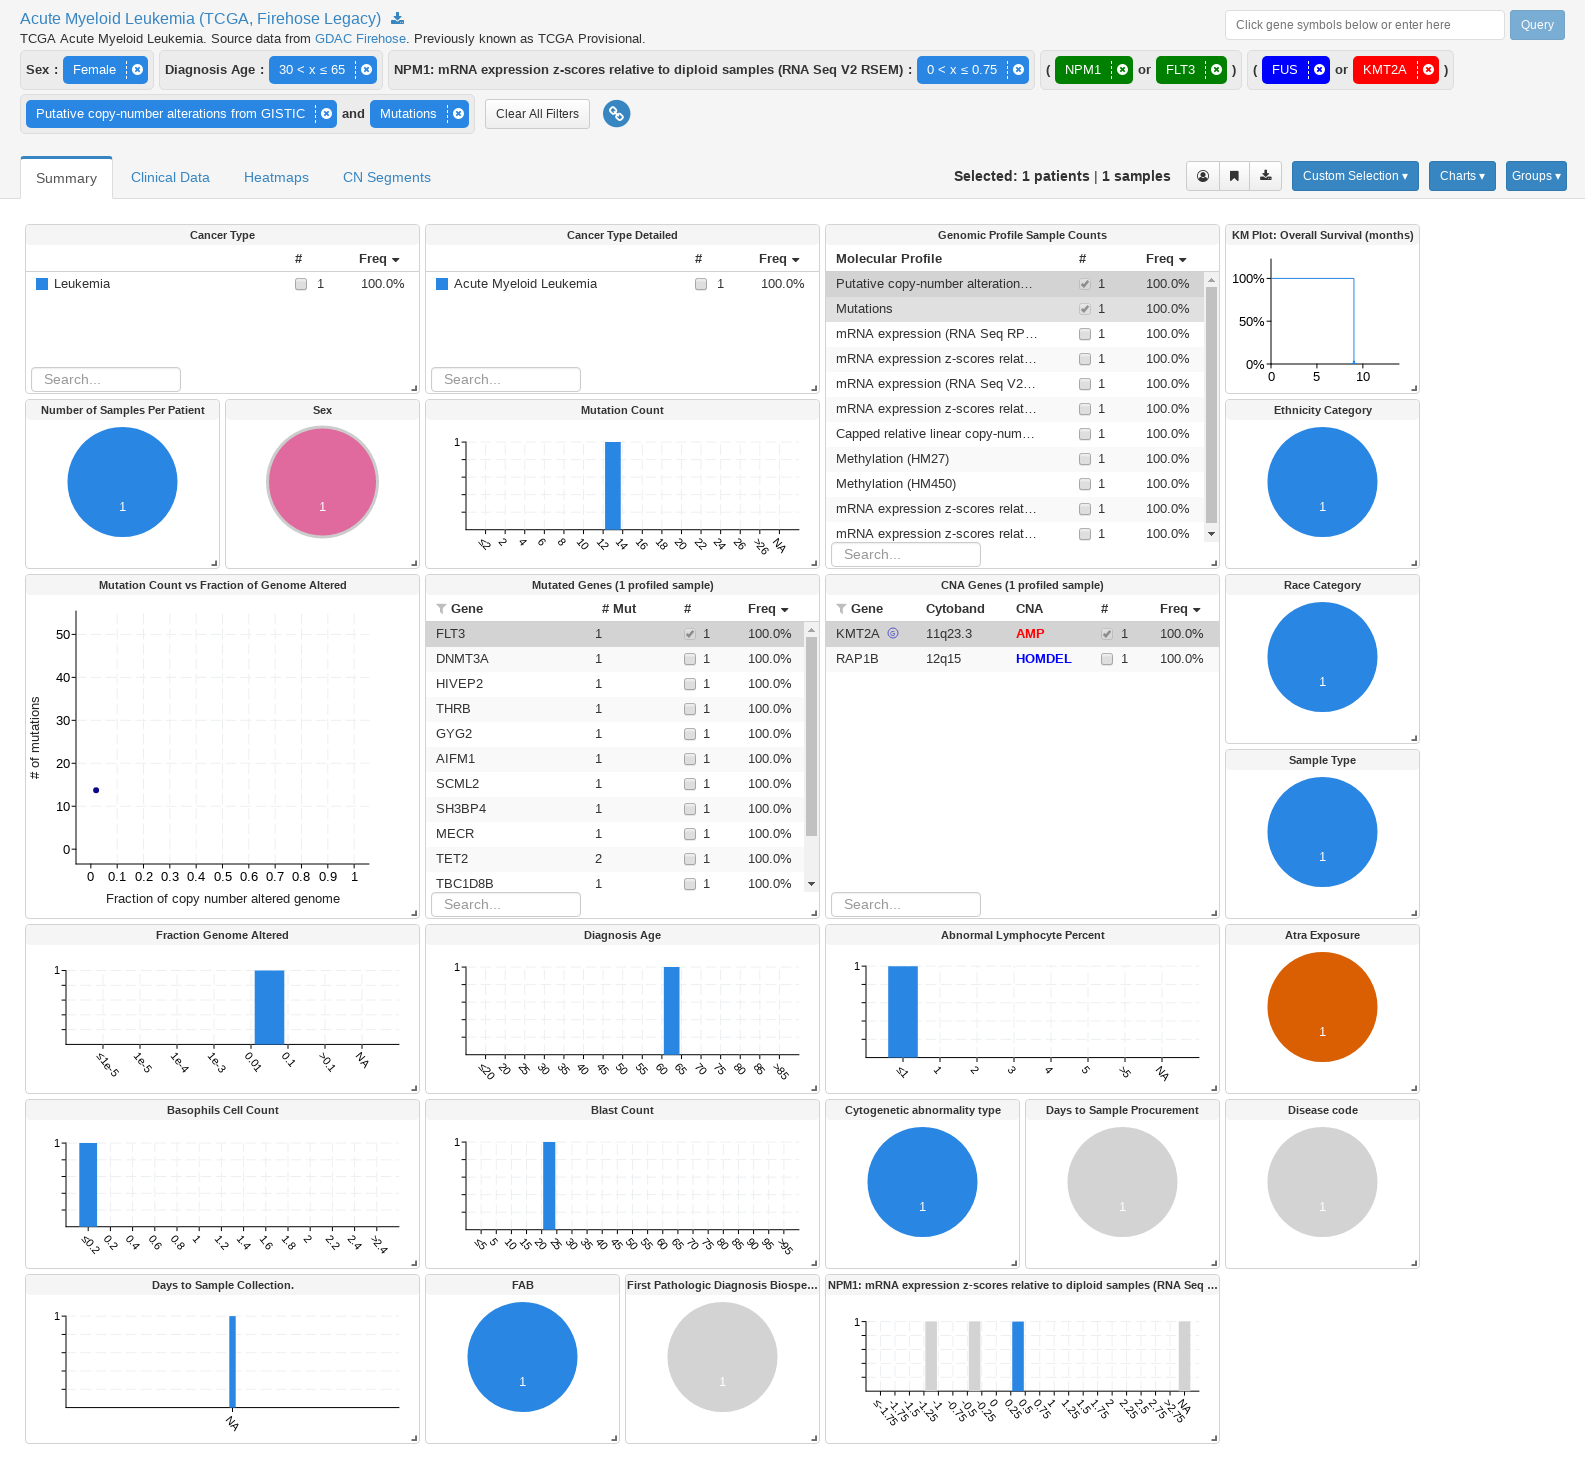 Acute Myeloid Leukemia (TCGA, Firehose Legacy)
Click gene symbols below or enter here
Query
TCGA Acute Myeloid Leukemia. Source data from GDAC Firehose. Previously known as TCGA Provisional.
Sex : Female
Diagnosis Age : 30 < x ≤ 65
NPM1: mRNA expression z-scores relative to diploid samples (RNA Seq V2 RSEM) : 0 < x ≤ 0.75
( NPM1 or FLT3 )
( FUS or KMT2A )
Putative copy-number alterations from GISTIC and Mutations
Clear All Filters
Summary
Clinical Data
Heatmaps
CN Segments
Selected: 1 patients | 1 samples
Custom Selection ▾
Charts ▾
Groups ▾
Cancer Type
# Freq
Leukemia 1 100.0%
Search...
Cancer Type Detailed
# Freq
Acute Myeloid Leukemia 1 100.0%
Search...
Genomic Profile Sample Counts
Molecular Profile # Freq
Putative copy-number alteration… 1 100.0%
Mutations 1 100.0%
mRNA expression (RNA Seq RP… 1 100.0%
mRNA expression z-scores relat… 1 100.0%
mRNA expression (RNA Seq V2… 1 100.0%
mRNA expression z-scores relat… 1 100.0%
Capped relative linear copy-num… 1 100.0%
Methylation (HM27) 1 100.0%
Methylation (HM450) 1 100.0%
mRNA expression z-scores relat… 1 100.0%
mRNA expression z-scores relat… 1 100.0%
Search...
KM Plot: Overall Survival (months)
100%
50%
0%
0 5 10
Number of Samples Per Patient
1
Sex
1
Mutation Count
1
≤2 2 4 6 8 10 12 14 16 18 20 22 24 26 >26 NA
Ethnicity Category
1
Mutation Count vs Fraction of Genome Altered
# of mutations
50
40
30
20
10
0
0 0.1 0.2 0.3 0.4 0.5 0.6 0.7 0.8 0.9 1
Fraction of copy number altered genome
Mutated Genes (1 profiled sample)
Gene # Mut # Freq
FLT3 1 1 100.0%
DNMT3A 1 1 100.0%
HIVEP2 1 1 100.0%
THRB 1 1 100.0%
GYG2 1 1 100.0%
AIFM1 1 1 100.0%
SCML2 1 1 100.0%
SH3BP4 1 1 100.0%
MECR 1 1 100.0%
TET2 2 1 100.0%
TBC1D8B 1 1 100.0%
Search...
CNA Genes (1 profiled sample)
Gene Cytoband CNA # Freq
KMT2A G 11q23.3 AMP 1 100.0%
RAP1B 12q15 HOMDEL 1 100.0%
Search...
Race Category
1
Sample Type
1
Fraction Genome Altered
1
≤1e-5 1e-5 1e-4 1e-3 0.01 0.1 >0.1 NA
Diagnosis Age
1
≤20 20 25 30 35 40 45 50 55 60 65 70 75 80 85 >85
Abnormal Lymphocyte Percent
1
≤1 1 2 3 4 5 >5 NA
Atra Exposure
1
Basophils Cell Count
1
≤0.2 0.2 0.4 0.6 0.8 1 1.2 1.4 1.6 1.8 2 2.2 2.4 >2.4
Blast Count
1
≤5 5 10 15 20 25 30 35 40 45 50 55 60 65 70 75 80 85 90 95 >95
Cytogenetic abnormality type
1
Days to Sample Procurement
1
Disease code
1
Days to Sample Collection.
1
NA
FAB
1
First Pathologic Diagnosis Biospe…
1
NPM1: mRNA expression z-scores relative to diploid samples (RNA Seq …
1
≤-1.75 -1.75 -1.5 -1.25 -1 -0.75 -0.5 -0.25 0 0.25 0.5 0.75 1 1.25 1.5 1.75 2 2.25 2.5 2.75 >2.75 NA